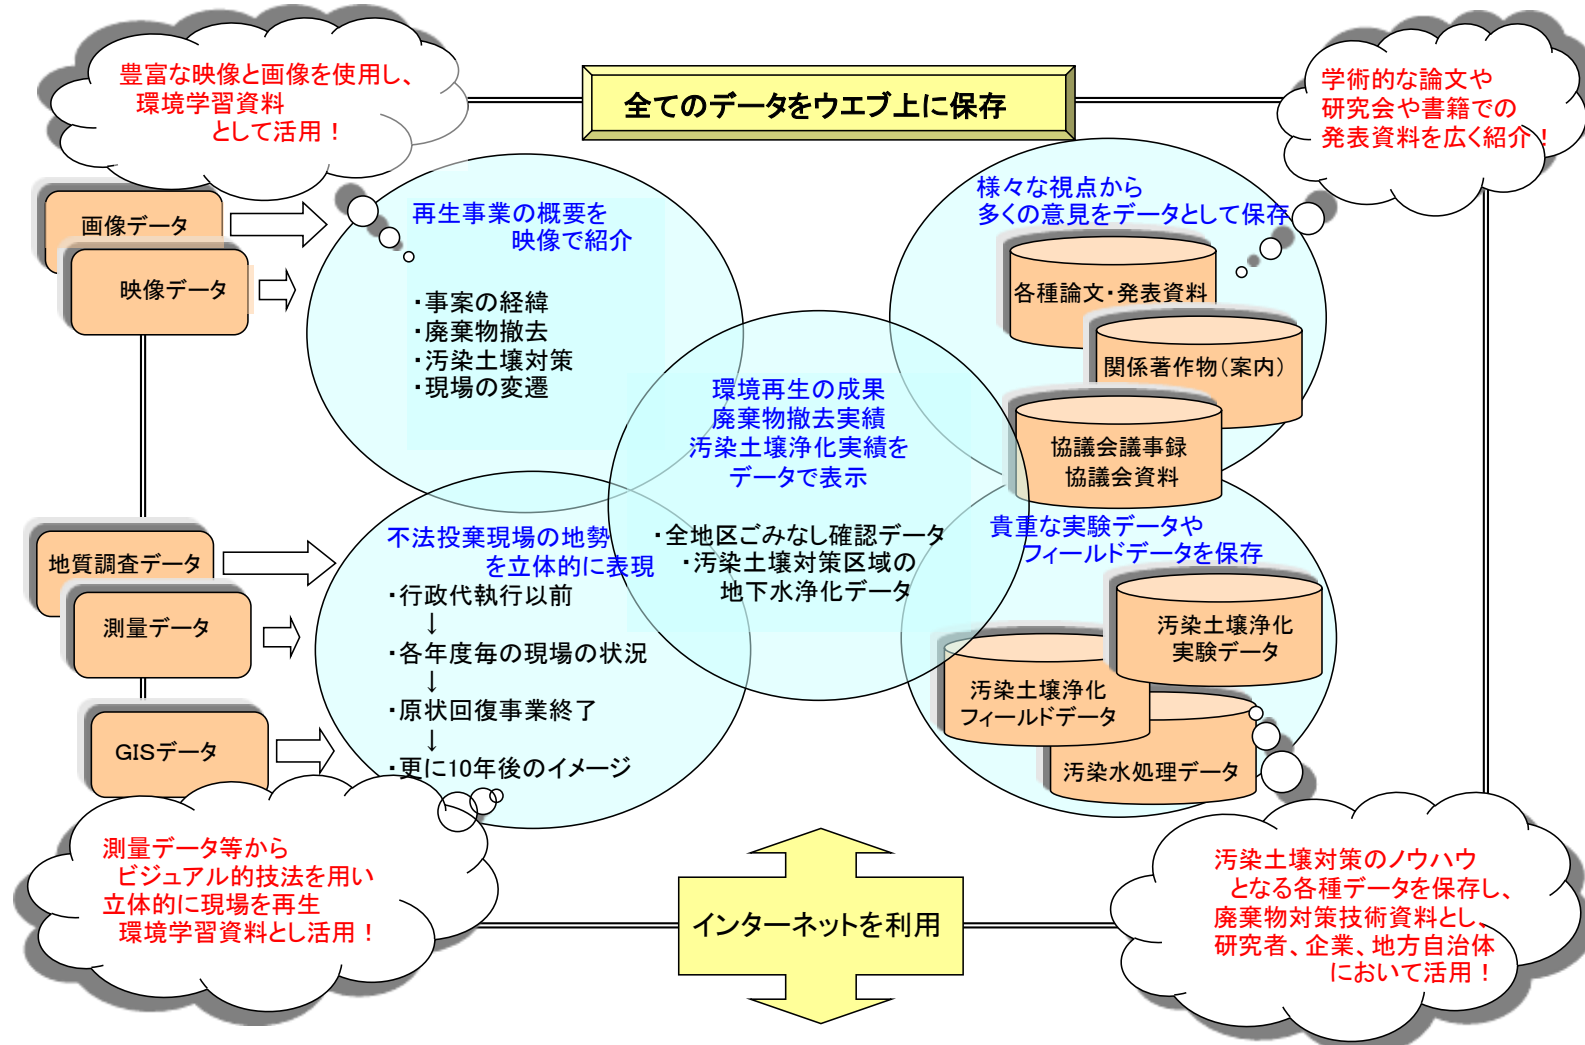 豊富な映像と画像を使用し、
環境学習資料
として活用！
全てのデータをウエブ上に保存
学術的な論文や
研究会や書籍での
発表資料を広く紹介！
画像データ
映像データ
再生事業の概要を
映像で紹介
・事案の経緯
・廃棄物撤去
・汚染土壌対策
・現場の変遷
様々な視点から
多くの意見をデータとして保存
各種論文・発表資料
関係著作物（案内）
協議会議事録
協議会資料
環境再生の成果
廃棄物撤去実績
汚染土壌浄化実績を
データで表示
・全地区ごみなし確認データ
・汚染土壌対策区域の
地下水浄化データ
地質調査データ
測量データ
GISデータ
不法投棄現場の地勢
を立体的に表現
・行政代執行以前
↓
・各年度毎の現場の状況
↓
・原状回復事業終了
↓
・更に10年後のイメージ
貴重な実験データや
フィールドデータを保存
汚染土壌浄化
実験データ
汚染土壌浄化
フィールドデータ
汚染水処理データ
測量データ等から
ビジュアル的技法を用い
立体的に現場を再生
環境学習資料とし活用！
インターネットを利用
汚染土壌対策のノウハウ
となる各種データを保存し、
廃棄物対策技術資料とし、
研究者、企業、地方自治体
において活用！